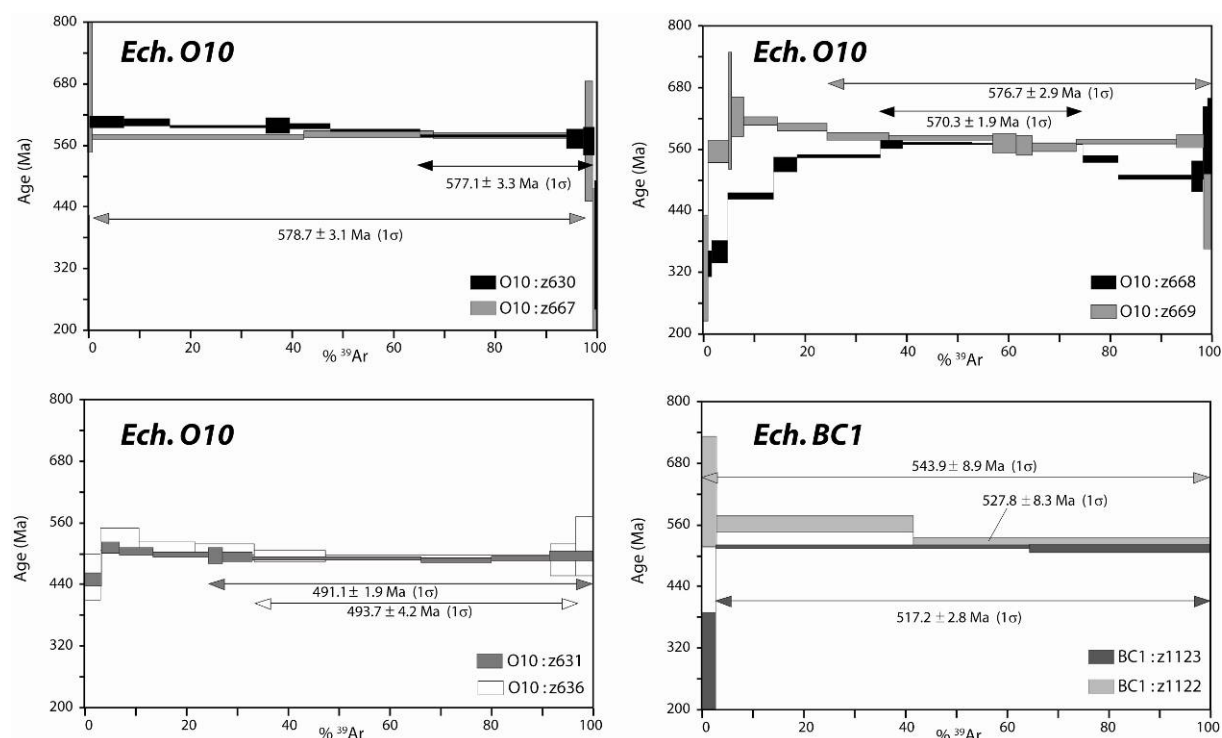 800
680
560
440
320
200
Age (Ma)
Ech. O10
577.1 ± 3.3 Ma (1σ)
578.7 ± 3.1 Ma (1σ)
O10 : z630
O10 : z667
0 20 40 60 80 100
% ³⁹Ar
800
680
560
440
320
200
Age (Ma)
Ech. O10
576.7 ± 2.9 Ma (1σ)
570.3 ± 1.9 Ma (1σ)
O10 : z668
O10 : z669
0 20 40 60 80 100
% ³⁹Ar
800
680
560
440
320
200
Age (Ma)
Ech. O10
491.1 ± 1.9 Ma (1σ)
493.7 ± 4.2 Ma (1σ)
O10 : z631
O10 : z636
0 20 40 60 80 100
% ³⁹Ar
800
680
560
440
320
200
Age (Ma)
Ech. BC1
543.9 ± 8.9 Ma (1σ)
527.8 ± 8.3 Ma (1σ)
517.2 ± 2.8 Ma (1σ)
BC1 : z1123
BC1 : z1122
0 20 40 60 80 100
% ³⁹Ar